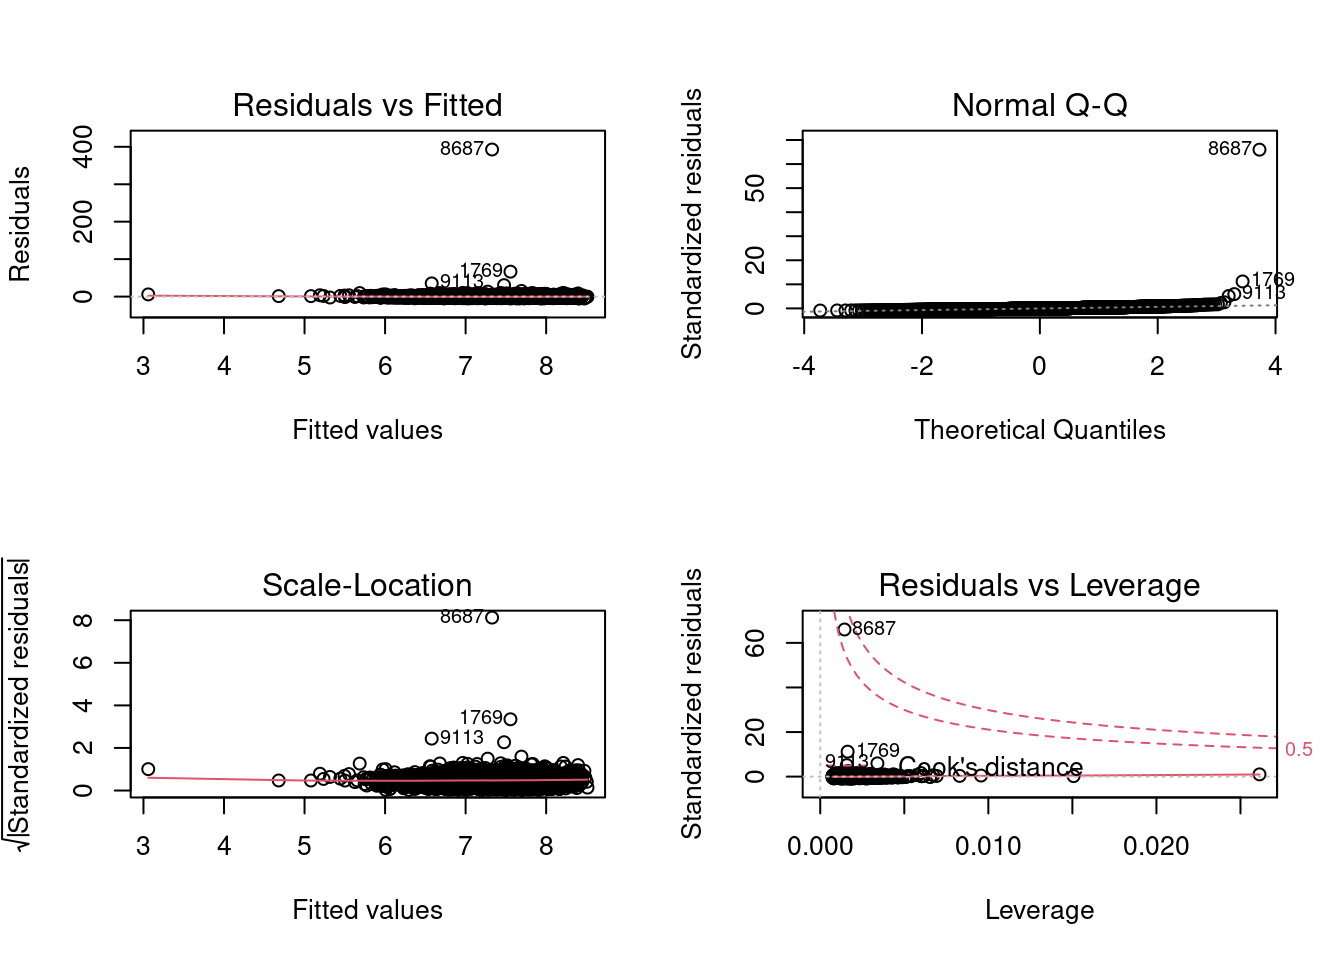 Residuals vs Fitted
Residuals
400
200
0
8687
1769
9113
3 4 5 6 7 8
Fitted values
Normal Q-Q
Standardized residuals
50
20
0
8687
1769
9113
-4 -2 0 2 4
Theoretical Quantiles
Scale-Location
√|Standardized residuals|
8
6
4
2
0
8687
1769
9113
3 4 5 6 7 8
Fitted values
Residuals vs Leverage
Standardized residuals
60
20
0
8687
1769
9113
Cook's distance
0.5
0.000 0.010 0.020
Leverage